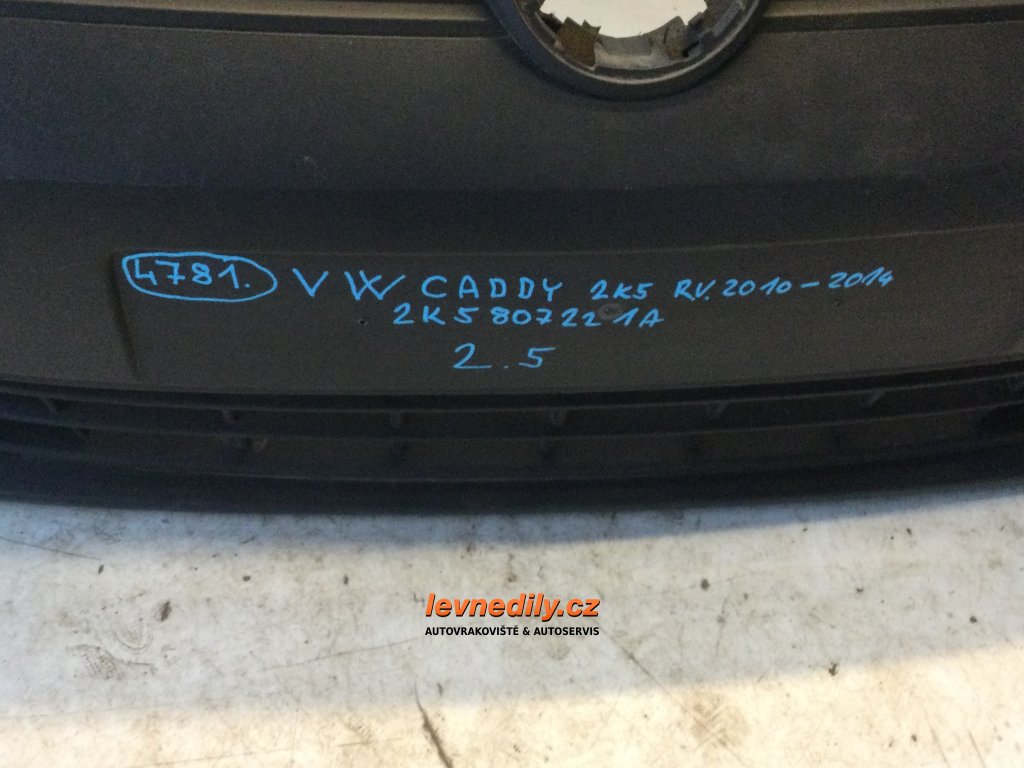 4781. VW CADDY 2K5 RV. 2010-2014
2K5 807221A
2.5
levnedily.cz
AUTOVRAKOVIŠTĚ & AUTOSERVIS